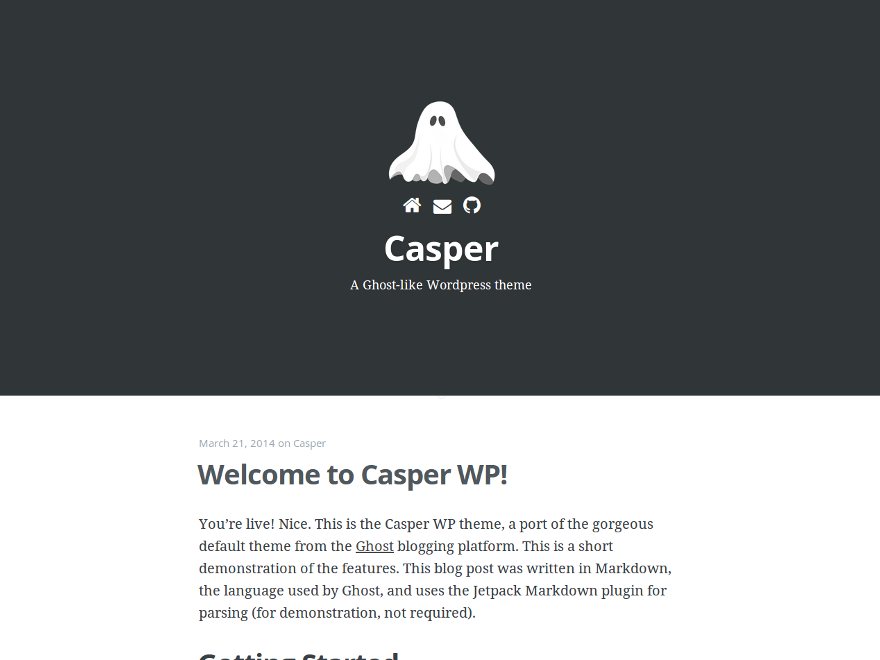 Casper
A Ghost-like Wordpress theme
March 21, 2014 on Casper
Welcome to Casper WP!
You’re live! Nice. This is the Casper WP theme, a port of the gorgeous
default theme from the Ghost blogging platform. This is a short
demonstration of the features. This blog post was written in Markdown,
the language used by Ghost, and uses the Jetpack Markdown plugin for
parsing (for demonstration, not required).
Getting Started